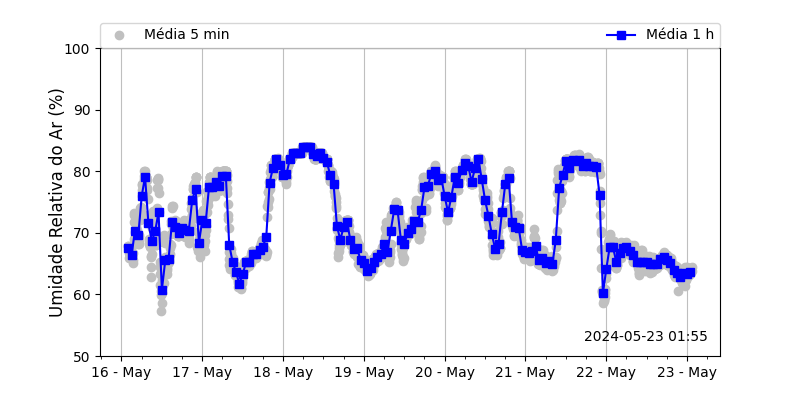 Média 5 min
Média 1 h
Umidade Relativa do Ar (%)
100
90
80
70
60
50
2024-05-23 01:55
16 - May
17 - May
18 - May
19 - May
20 - May
21 - May
22 - May
23 - May